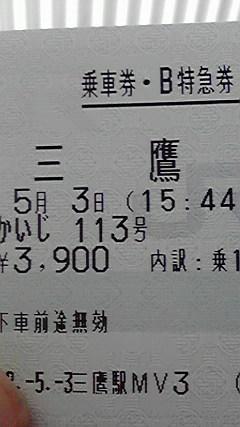 乗車券・B特急券
三 鷹
5月 3日 (15:44
かいじ 113号
¥3,900 内訳:乗1
下車前途無効
-5.-3三鷹駅MV3 (